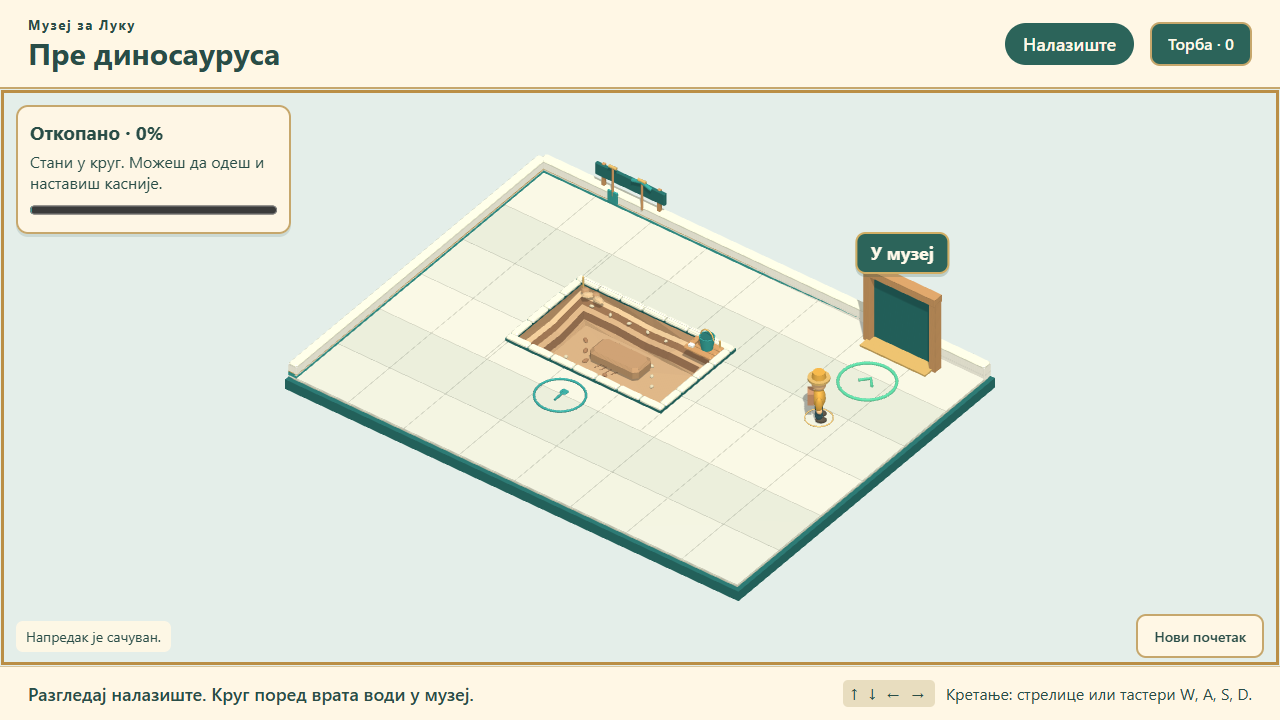 Музеј за Луку
Пре диносауруса
Налазиште
Торба · 0
Откопано · 0%
Стани у круг. Можеш да одеш и
наставиш касније.
У музеј
Напредак је сачуван.
Нови почетак
Разгледај налазиште. Круг поред врата води у музеј.
↑ ↓ ← → Кретање: стрелице или тастери W, A, S, D.